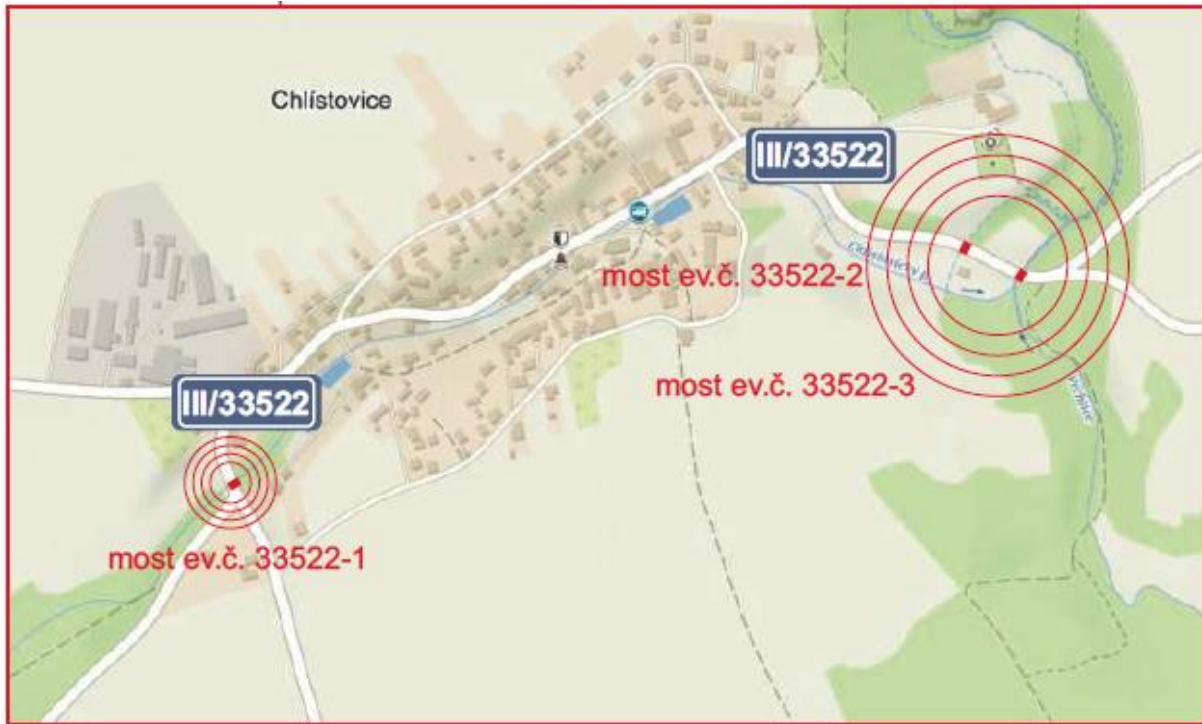 Chlístovice
III/33522
most ev.č. 33522-2
most ev.č. 33522-3
III/33522
most ev.č. 33522-1